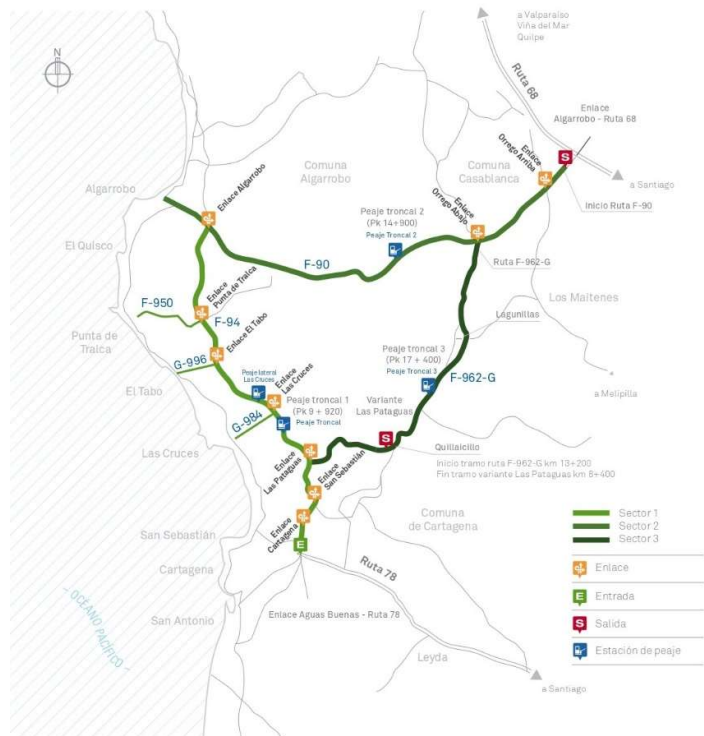 a Valparaíso
Viña del Mar
Quilpe
N
Ruta 68
Enlace
Algarrobo - Ruta 68
Enlace
Orrego Arriba
S
a Santiago
Comuna
Algarrobo
Comuna
Casablanca
Algarrobo
Enlace Algarrobo
Inicio Ruta F-90
Peaje troncal 2
(Pk 14+900)
Peaje Troncal 2
Enlace
Orrego Abajo
El Quisco
F-90
Ruta F-962-G
Enlace
Punta de Tralca
F-950
F-94
Los Maitenes
Lagunillas
Punta de
Tralca
Enlace El Tabo
G-996
Peaje troncal 3
(Pk 17 + 400)
Peaje Troncal 3
F-962-G
El Tabo
Peaje lateral
Las Cruces
Enlace
Las Cruces
Peaje troncal 1
(Pk 9 + 920)
Peaje Troncal
Variante
Las Pataguas
a Melipilla
G-984
S
Quillaicillo
Las Cruces
Enlace
Las Pataguas
Enlace
San Sebastián
Inicio tramo ruta F-962-G km 13+200
Fin tramo variante Las Pataguas km 8+400
Comuna
de Cartagena
San Sebastián
Enlace
Cartagena
E
Cartagena
Ruta 78
San Antonio
Enlace Aguas Buenas - Ruta 78
OCÉANO PACÍFICO
Leyda
a Santiago
Sector 1
Sector 2
Sector 3
Enlace
E Entrada
S Salida
Estación de peaje